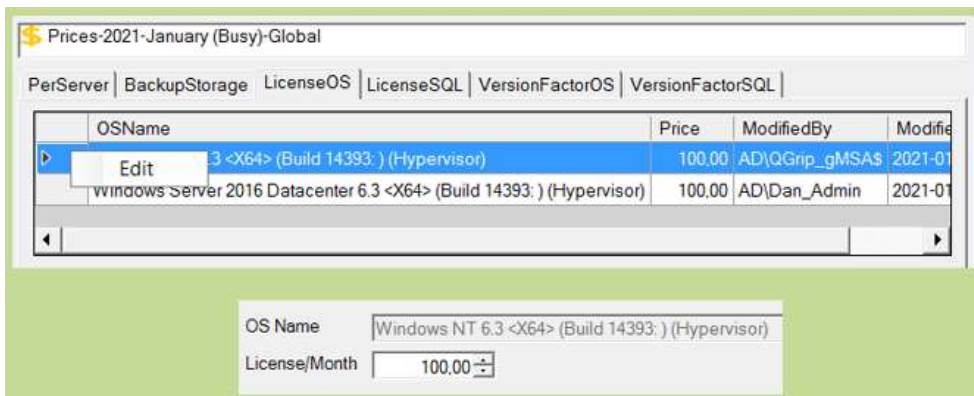 Prices-2021-January (Busy)-Global
PerServer BackupStorage LicenseOS LicenseSQL VersionFactorOS VersionFactorSQL
OSName Price ModifiedBy Modifie
Edit .3 <X64> (Build 14393: ) (Hypervisor) 100,00 AD\QGrip_gMSA$ 2021-01
Windows Server 2016 Datacenter 6.3 <X64> (Build 14393: ) (Hypervisor) 100,00 AD\Dan_Admin 2021-01
OS Name Windows NT 6.3 <X64> (Build 14393: ) (Hypervisor)
License/Month 100,00